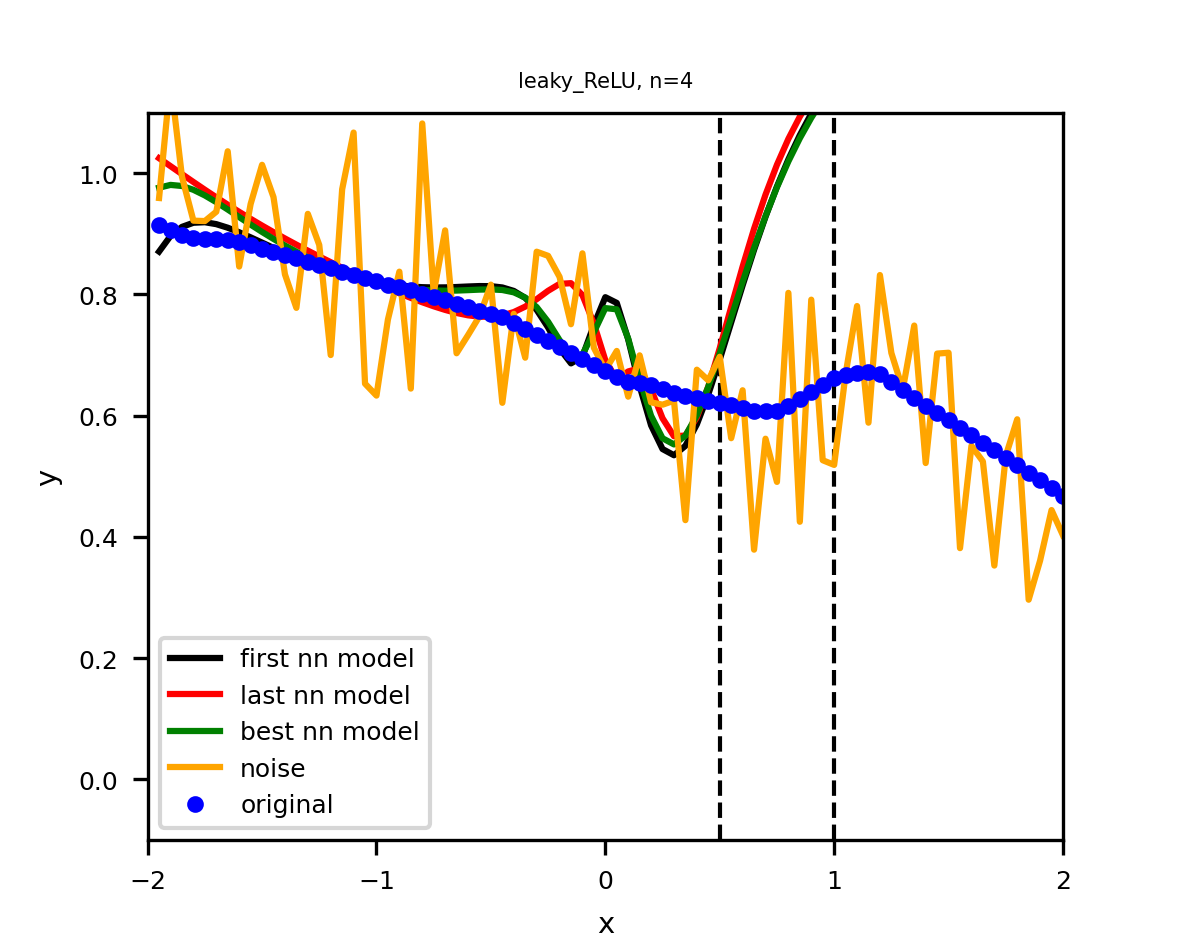 leaky_ReLU, n=4
1.0
0.8
0.6
0.4
0.2
0.0
y
first nn model
last nn model
best nn model
noise
original
−2
−1
0
1
2
x